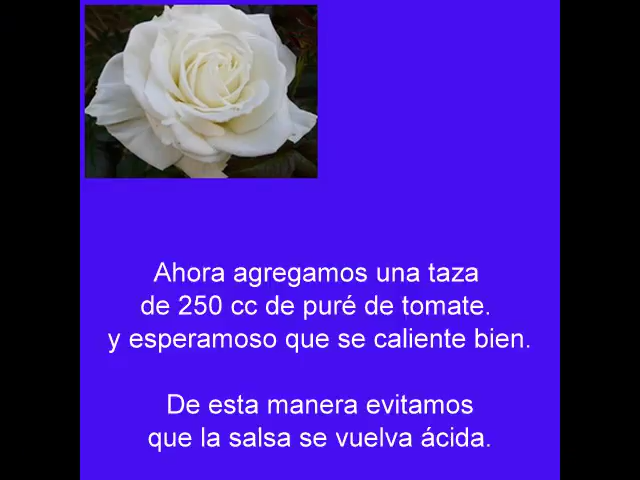 Ahora agregamos una taza
de 250 cc de puré de tomate.
y esperamoso que se caliente bien.
De esta manera evitamos
que la salsa se vuelva ácida.